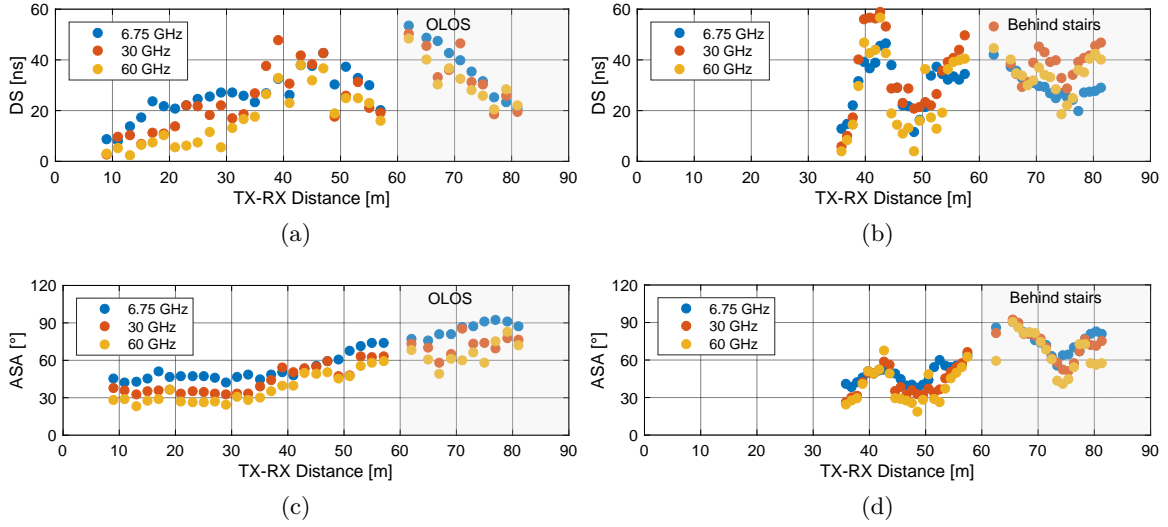 60
40
20
0
DS [ns]
OLOS
6.75 GHz
30 GHz
60 GHz
0 10 20 30 40 50 60 70 80 90
TX-RX Distance [m]
(a)
60
40
20
0
DS [ns]
Behind stairs
6.75 GHz
30 GHz
60 GHz
0 10 20 30 40 50 60 70 80 90
TX-RX Distance [m]
(b)
120
90
60
30
0
ASA [°]
OLOS
6.75 GHz
30 GHz
60 GHz
0 10 20 30 40 50 60 70 80 90
TX-RX Distance [m]
(c)
120
90
60
30
0
ASA [°]
Behind stairs
6.75 GHz
30 GHz
60 GHz
0 10 20 30 40 50 60 70 80 90
TX-RX Distance [m]
(d)